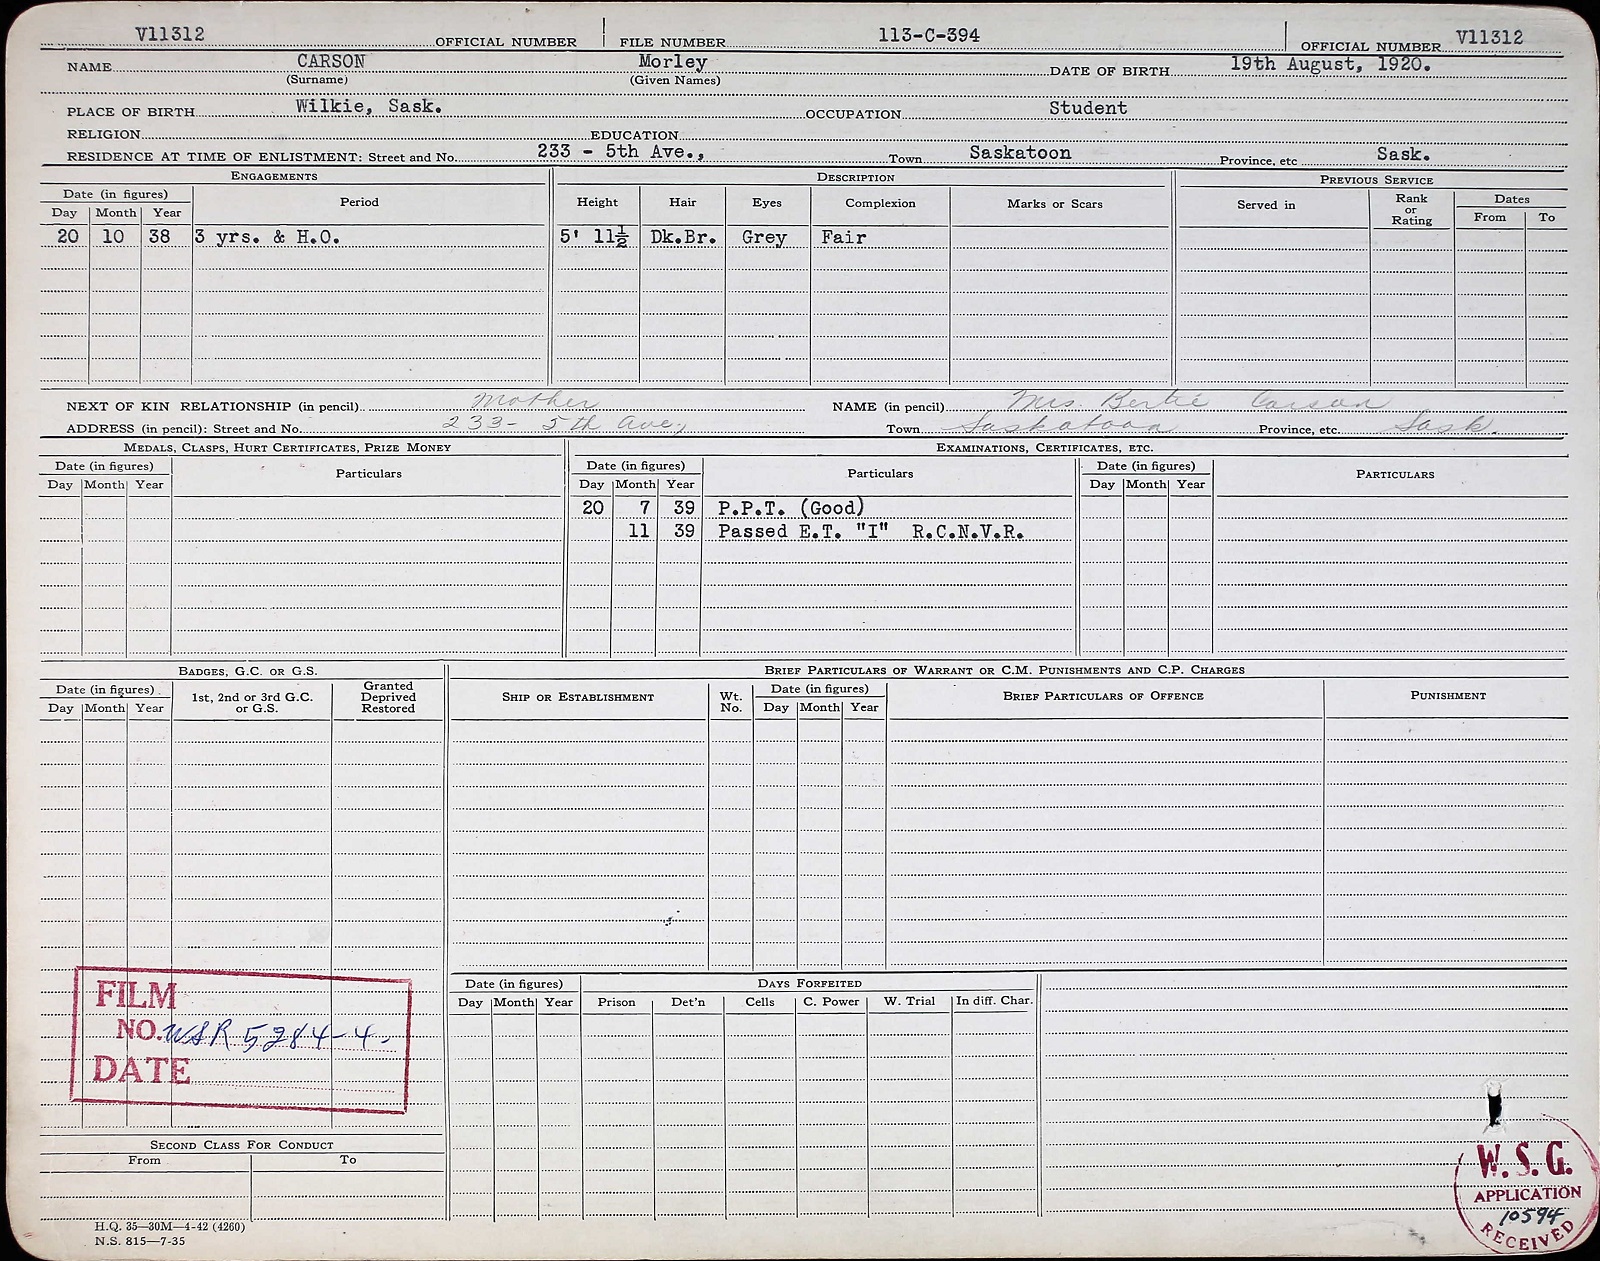 V11312 OFFICIAL NUMBER FILE NUMBER 113-C-394 OFFICIAL NUMBER V11312
NAME CARSON Morley DATE OF BIRTH 19th August, 1920.
(Surname) (Given Names)
PLACE OF BIRTH Wilkie, Sask. OCCUPATION Student
RELIGION EDUCATION
RESIDENCE AT TIME OF ENLISTMENT: Street and No. 233 - 5th Ave., Town Saskatoon Province, etc Sask.
ENGAGEMENTS DESCRIPTION PREVIOUS SERVICE
Date (in figures) Period Height Hair Eyes Complexion Marks or Scars Served in Rank or Rating Dates
Day Month Year From To
20 10 38 3 yrs. & H.O. 5' 11½ Dk.Br. Grey Fair
NEXT OF KIN RELATIONSHIP (in pencil) Mother NAME (in pencil) Mrs. Bertie Carson
ADDRESS (in pencil): Street and No. 233- 5th Ave, Town Saskatoon Province, etc. Sask.
MEDALS, CLASPS, HURT CERTIFICATES, PRIZE MONEY EXAMINATIONS, CERTIFICATES, ETC.
Date (in figures) Particulars Date (in figures) Particulars Date (in figures) PARTICULARS
Day Month Year Day Month Year Day Month Year
20 7 39 P.P.T. (Good)
11 39 Passed E.T. "I" R.C.N.V.R.
BADGES, G.C. OR G.S. BRIEF PARTICULARS OF WARRANT OR C.M. PUNISHMENTS AND C.P. CHARGES
Date (in figures) 1st, 2nd or 3rd G.C. or G.S. Granted Deprived Restored SHIP OR ESTABLISHMENT Wt. No. Date (in figures) BRIEF PARTICULARS OF OFFENCE PUNISHMENT
Day Month Year Day Month Year
Date (in figures) DAYS FORFEITED
Day Month Year Prison Det'n Cells C. Power W. Trial In diff. Char.
FILM
NO. WSR 5284-4.
DATE
SECOND CLASS FOR CONDUCT
From To
W.S.G.
APPLICATION
10594
RECEIVED
H.Q. 35—30M—4-42 (4260)
N.S. 815—7-35